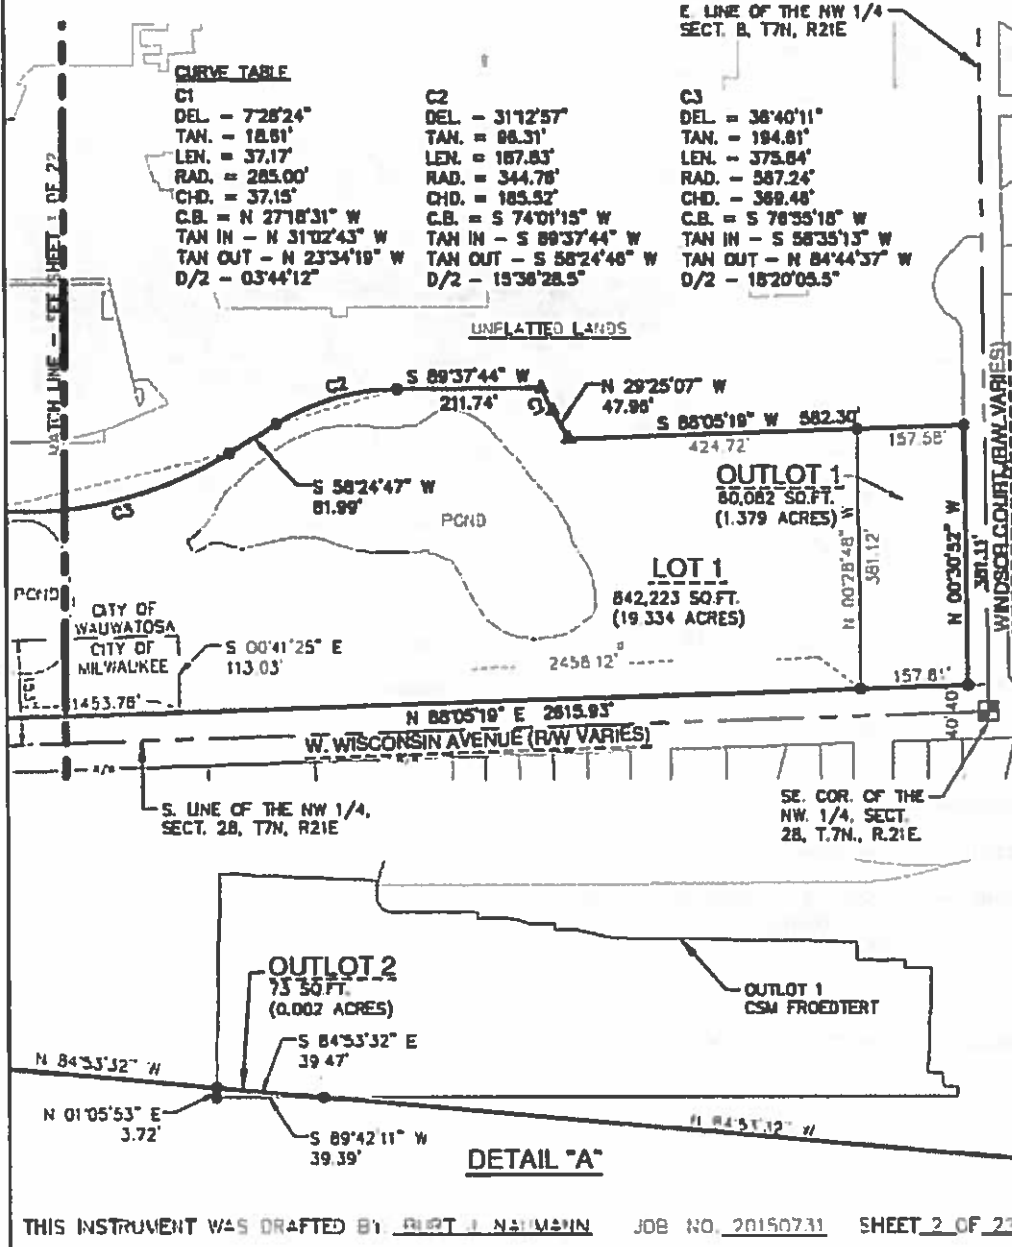 E. LINE OF THE NW 1/4
SECT. 8, T7N, R21E
CURVE TABLE
C1
DEL. = 7°28'24"
TAN. = 18.61'
LEN. = 37.17'
RAD. = 285.00'
CHD. = 37.15'
C.B. = N 27°18'31" W
TAN IN - N 31°02'43" W
TAN OUT - N 23°34'19" W
D/2 - 03°44'12"
C2
DEL. = 31°12'57"
TAN. = 96.31'
LEN. = 187.83'
RAD. = 344.76'
CHD. = 185.52'
C.B. = S 74°01'15" W
TAN IN - S 89°37'44" W
TAN OUT - S 58°24'46" W
D/2 - 15°36'28.5"
C3
DEL. = 36°40'11"
TAN. = 194.61'
LEN. - 375.84'
RAD. - 587.24'
CHD. - 369.46'
C.B. = S 76°55'18" W
TAN IN - S 58°35'13" W
TAN OUT - N 84°44'37" W
D/2 - 18°20'05.5"
MATCH LINE - SEE SHEET 1 OF 22
UNPLATTED LANDS
C2
S 89°37'44" W
211.74'
C1
N 29°25'07" W
47.96'
S 88°05'19" W 582.30'
424.72'
157.58'
OUTLOT 1
60,082 SQ.FT.
(1.379 ACRES)
S 58°24'47" W
81.99'
C3
POND
LOT 1
842,223 SQ.FT.
(19.334 ACRES)
N 00°28'48" W
381.12'
N 00°30'52" W
381.11'
WINDSOR COURT (R/W VARIES)
POND
CITY OF
WAUWATOSA
CITY OF
MILWAUKEE
S 00°41'25" E
113.03'
2458.12'
157.81'
1453.76'
N 88°05'19" E 2615.93'
W. WISCONSIN AVENUE (R/W VARIES)
40' 40'
S. LINE OF THE NW 1/4,
SECT. 28, T7N, R21E
SE. COR. OF THE
NW. 1/4, SECT.
28, T.7N., R.21E.
OUTLOT 2
73 SQ.FT.
(0.002 ACRES)
OUTLOT 1
CSM FROEDTERT
S 84°53'32" E
39.47'
N 84°53'32" W
N 01°05'53" E
3.72'
S 89°42'11" W
39.39'
N 84°53'32" W
DETAIL "A"
THIS INSTRUMENT WAS DRAFTED BY BURT J. NAUMANN JOB NO. 20150731 SHEET 2 OF